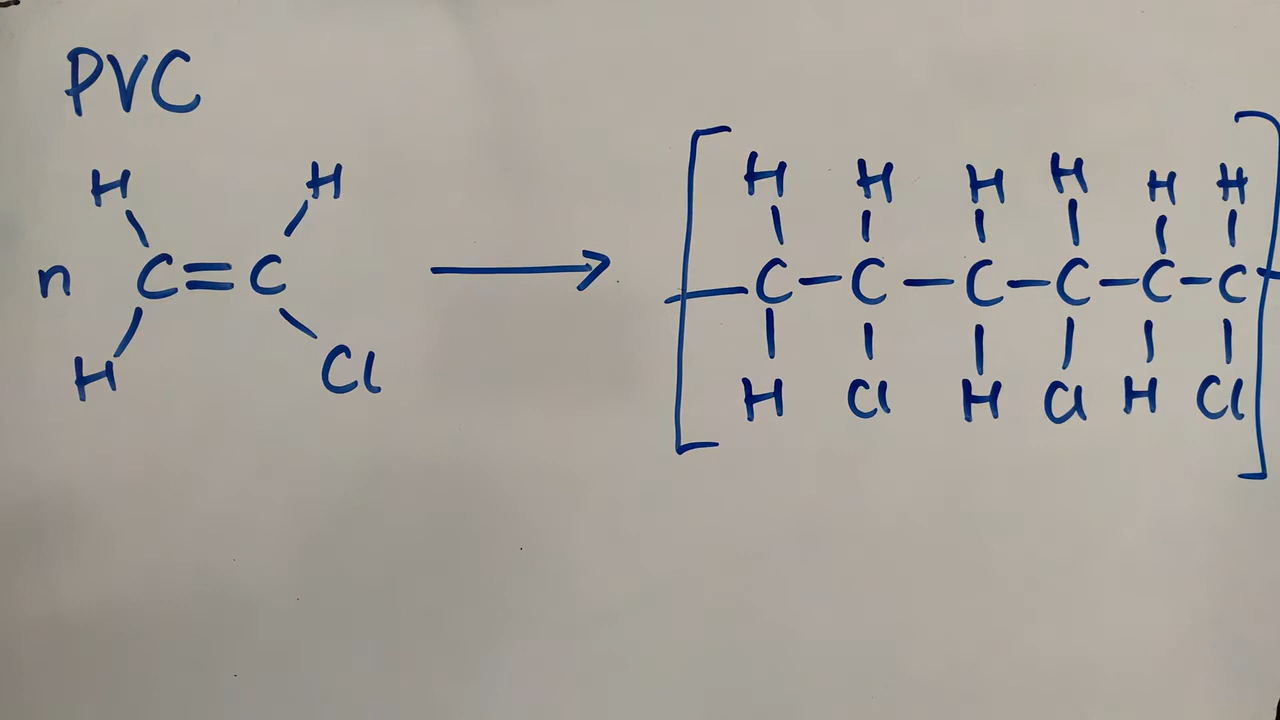 PVC
H H H H H H H H
n C=C → [-C-C-C-C-C-C-]
H Cl H Cl H Cl H Cl